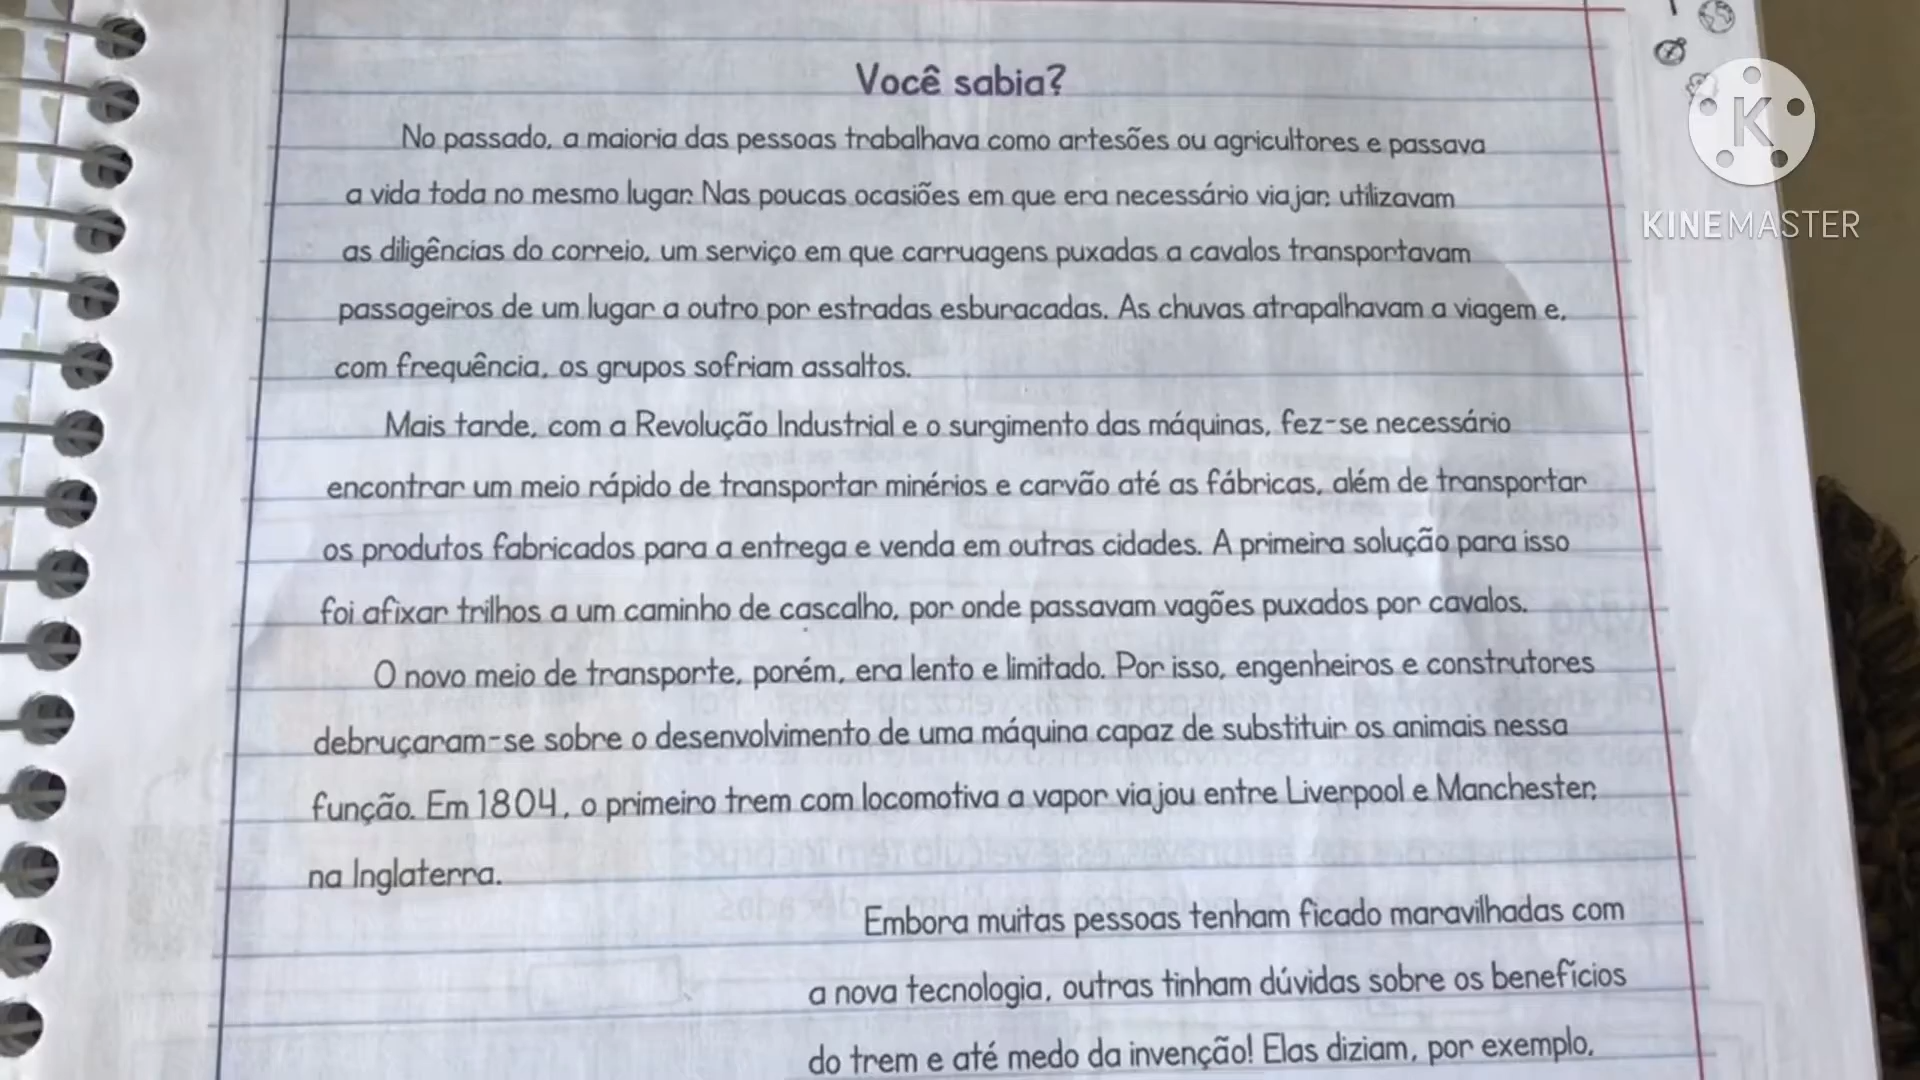 Você sabia?
No passado, a maioria das pessoas trabalhava como artesões ou agricultores e passava
a vida toda no mesmo lugar. Nas poucas ocasiões em que era necessário viajar, utilizavam
as diligências do correio, um serviço em que carruagens puxadas a cavalos transportavam
passageiros de um lugar a outro por estradas esburacadas. As chuvas atrapalhavam a viagem e,
com frequência, os grupos sofriam assaltos.
Mais tarde, com a Revolução Industrial e o surgimento das máquinas, fez-se necessário
encontrar um meio rápido de transportar minérios e carvão até as fábricas, além de transportar
os produtos fabricados para a entrega e venda em outras cidades. A primeira solução para isso
foi afixar trilhos a um caminho de cascalho, por onde passavam vagões puxados por cavalos.
O novo meio de transporte, porém, era lento e limitado. Por isso, engenheiros e construtores
debruçaram-se sobre o desenvolvimento de uma máquina capaz de substituir os animais nessa
função. Em 1804, o primeiro trem com locomotiva a vapor viajou entre Liverpool e Manchester,
na Inglaterra.
Embora muitas pessoas tenham ficado maravilhadas com
a nova tecnologia, outras tinham dúvidas sobre os benefícios
do trem e até medo da invenção! Elas diziam, por exemplo,
K
KINEMASTER